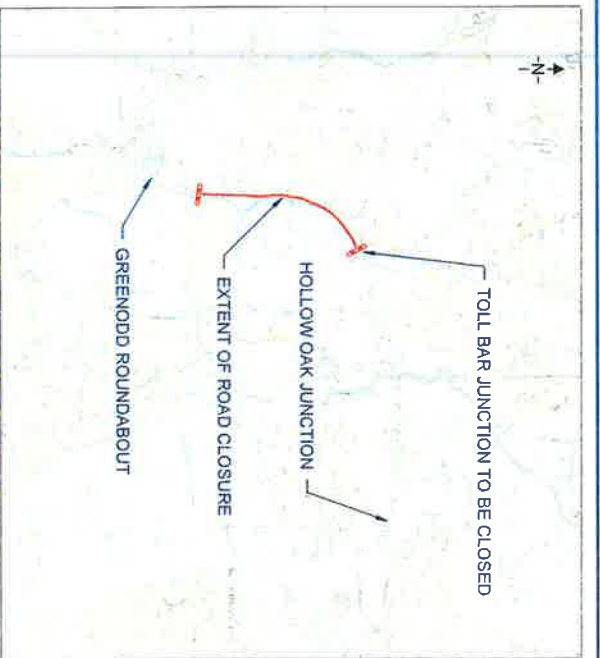 -N-
TOLL BAR JUNCTION TO BE CLOSED
HOLLOW OAK JUNCTION
EXTENT OF ROAD CLOSURE
GREENODD ROUNDABOUT